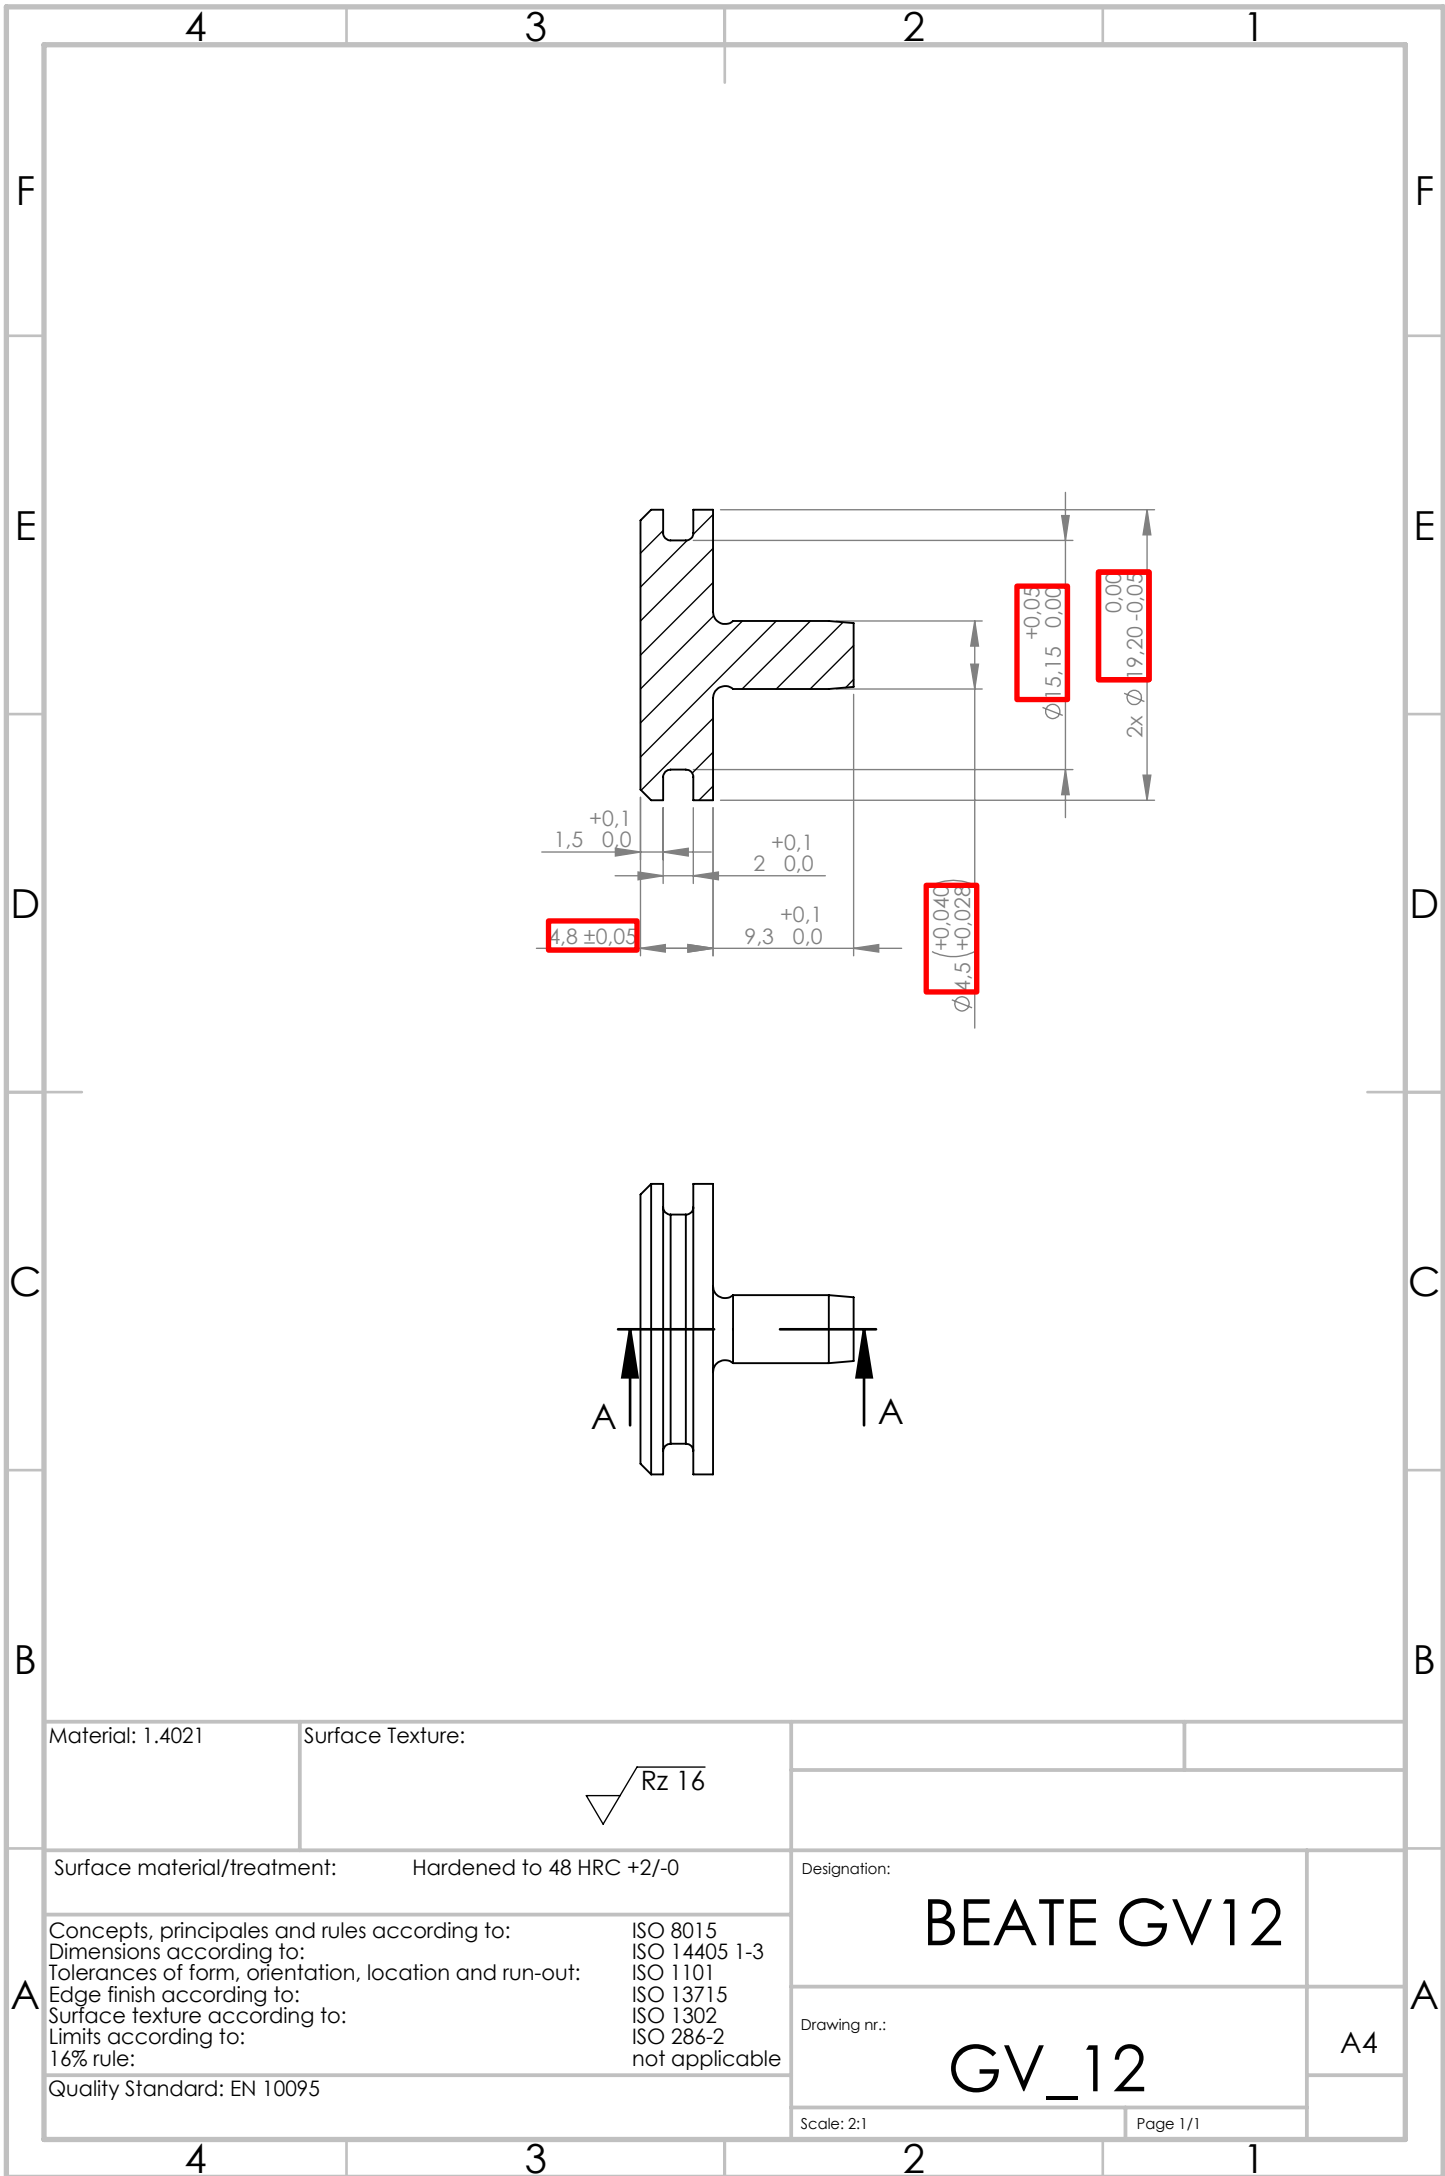 4 3 2 1
F F
E E
+0,05
Ø 15,15 0,00
0,00
2x Ø 19,20 -0,05
+0,1
1,5 0,0
+0,1
2 0,0
D D
4,8 ±0,05
+0,1
9,3 0,0
(+0,040)
Ø 4,5 (+0,028)
C C
A A
B B
Material: 1.4021
Surface Texture:
Rz 16
Surface material/treatment: Hardened to 48 HRC +2/-0
Designation:
BEATE GV12
Concepts, principales and rules according to: ISO 8015
Dimensions according to: ISO 14405 1-3
Tolerances of form, orientation, location and run-out: ISO 1101
A Edge finish according to: ISO 13715 A
Surface texture according to: ISO 1302
Limits according to: ISO 286-2
16% rule: not applicable
Quality Standard: EN 10095
Drawing nr.:
GV_12
A4
Scale: 2:1
Page 1/1
4 3 2 1